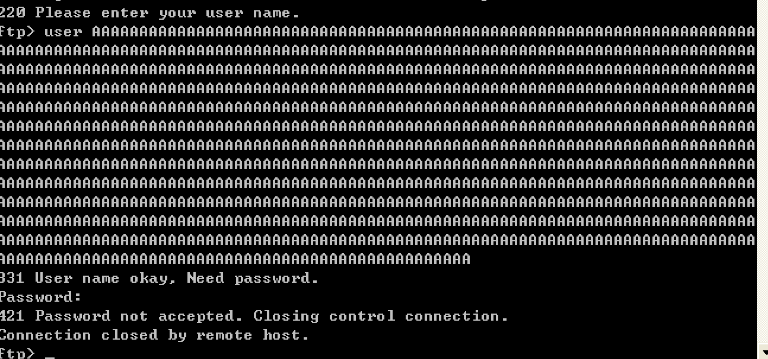 220 Please enter your user name.
ftp> user AAAAAAAAAAAAAAAAAAAAAAAAAAAAAAAAAAAAAAAAAAAAAAAAAAAAAAAAAAAAAAAAAAAAAA
AAAAAAAAAAAAAAAAAAAAAAAAAAAAAAAAAAAAAAAAAAAAAAAAAAAAAAAAAAAAAAAAAAAAAAAAAAAAAAAA
AAAAAAAAAAAAAAAAAAAAAAAAAAAAAAAAAAAAAAAAAAAAAAAAAAAAAAAAAAAAAAAAAAAAAAAAAAAAAAAA
AAAAAAAAAAAAAAAAAAAAAAAAAAAAAAAAAAAAAAAAAAAAAAAAAAAAAAAAAAAAAAAAAAAAAAAAAAAAAAAA
AAAAAAAAAAAAAAAAAAAAAAAAAAAAAAAAAAAAAAAAAAAAAAAAAAAAAAAAAAAAAAAAAAAAAAAAAAAAAAAA
AAAAAAAAAAAAAAAAAAAAAAAAAAAAAAAAAAAAAAAAAAAAAAAAAAAAAAAAAAAAAAAAAAAAAAAAAAAAAAAA
AAAAAAAAAAAAAAAAAAAAAAAAAAAAAAAAAAAAAAAAAAAAAAAAAAAAAAAAAAAAAAAAAAAAAAAAAAAAAAAA
AAAAAAAAAAAAAAAAAAAAAAAAAAAAAAAAAAAAAAAAAAAAAAAAAAAAAAAAAAAAAAAAAAAAAAAAAAAAAAAA
AAAAAAAAAAAAAAAAAAAAAAAAAAAAAAAAAAAAAAAAAAAAAAAAAAAAAAAAAAAAAAAAAAAAAAAAAAAAAAAA
AAAAAAAAAAAAAAAAAAAAAAAAAAAAAAAAAAAAAAAAAAAAAAAAAAAAAAAAAAAAAAAAAAAAAAAAAAAAAAAA
AAAAAAAAAAAAAAAAAAAAAAAAAAAAAAAAAAAAAAAAAAAAAAAAAAAAAAAAAAAAAAAAAAAAAAAAAAAAAAAA
AAAAAAAAAAAAAAAAAAAAAAAAAAAAAAAAAAAAAAAAAAAAAAAAAAAAAAAAAAAAAAAAAAAAAAAAAAAAAAAA
AAAAAAAAAAAAAAAAAAAAAAAAAAAAAAAAAAAAAAAAAAAAAAAAAA
331 User name okay, Need password.
Password:
421 Password not accepted. Closing control connection.
Connection closed by remote host.
ftp> _